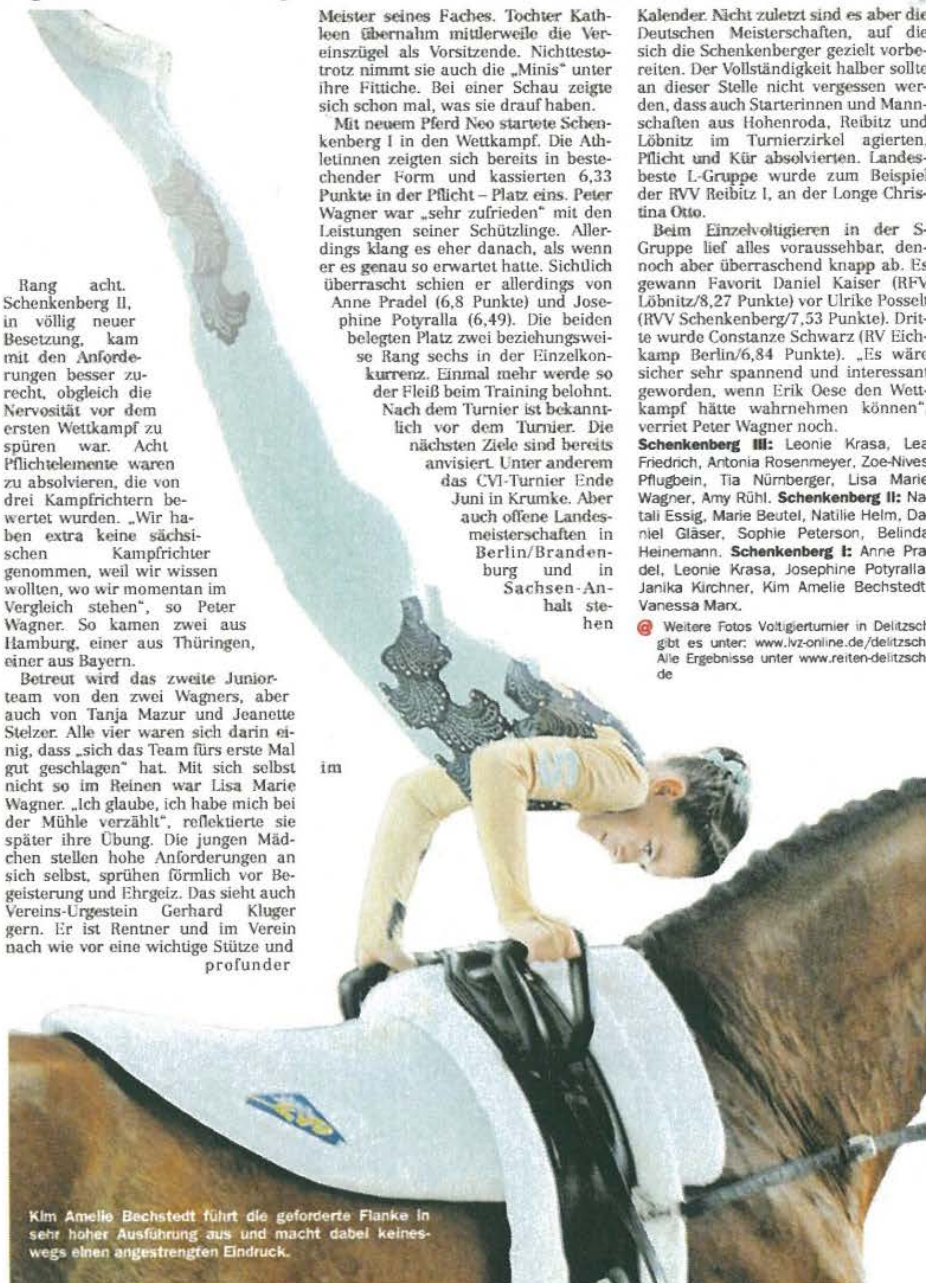 Rang acht.
Schenkenberg II,
in völlig neuer
Besetzung, kam
mit den Anforde-
rungen besser zu-
recht, obgleich die
Nervosität vor dem
ersten Wettkampf zu
spüren war. Acht
Pflichtelemente waren
zu absolvieren, die von
drei Kampfrichtern be-
wertet wurden. „Wir ha-
ben extra keine sächsi-
schen Kampfrichter
genommen, weil wir wissen
wollten, wo wir momentan im
Vergleich stehen“, so Peter
Wagner. So kamen zwei aus
Hamburg, einer aus Thüringen,
einer aus Bayern.
Betreut wird das zweite Junior-
team von den zwei Wagners, aber
auch von Tanja Mazur und Jeanette
Stelzer. Alle vier waren sich darin ei-
nig, dass „sich das Team fürs erste Mal
gut geschlagen“ hat. Mit sich selbst
nicht so im Reinen war Lisa Marie
Wagner. „Ich glaube, ich habe mich bei
der Mühle verzählt“, reflektierte sie
später ihre Übung. Die jungen Mäd-
chen stellen hohe Anforderungen an
sich selbst, sprühen förmlich vor Be-
geisterung und Ehrgeiz. Das sieht auch
Vereins-Urgestein Gerhard Kluger
gern. Er ist Rentner und im Verein
nach wie vor eine wichtige Stütze und
profunder
Meister seines Faches. Tochter Kath-
leen übernahm mittlerweile die Ver-
einszügel als Vorsitzende. Nichttesto-
trotz nimmt sie auch die „Minis“ unter
ihre Fittiche. Bei einer Schau zeigte
sich schon mal, was sie drauf haben.
Mit neuem Pferd Neo startete Schen-
kenberg I in den Wettkampf. Die Ath-
letinnen zeigten sich bereits in beste-
chender Form und kassierten 6,33
Punkte in der Pflicht – Platz eins. Peter
Wagner war „sehr zufrieden“ mit den
Leistungen seiner Schützlinge. Aller-
dings klang es eher danach, als wenn
er es genau so erwartet hatte. Sichtlich
überrascht schien er allerdings von
Anne Pradel (6,8 Punkte) und Jose-
phine Potyralla (6,49). Die beiden
belegten Platz zwei beziehungswei-
se Rang sechs in der Einzelkon-
kurrenz. Einmal mehr werde so
der Fleiß beim Training belohnt.
Nach dem Turnier ist bekannt-
lich vor dem Turnier. Die
nächsten Ziele sind bereits
anvisiert. Unter anderem
das CVI-Turnier Ende
Juni in Krumke. Aber
auch offene Landes-
meisterschaften in
Berlin/Branden-
burg und in
Sachsen-An-
halt ste-
hen
im
Kalender. Nicht zuletzt sind es aber die
Deutschen Meisterschaften, auf die
sich die Schenkenberger gezielt vorbe-
reiten. Der Vollständigkeit halber sollte
an dieser Stelle nicht vergessen wer-
den, dass auch Starterinnen und Mann-
schaften aus Hohenroda, Reibitz und
Löbnitz im Turnierzirkel agierten,
Pflicht und Kür absolvierten. Landes-
beste L-Gruppe wurde zum Beispiel
der RVV Reibitz I, an der Longe Chris-
tina Otto.
Beim Einzelvoltigieren in der S-
Gruppe lief alles voraussehbar, den-
noch aber überraschend knapp ab. Es
gewann Favorit Daniel Kaiser (RFV
Löbnitz/8,27 Punkte) vor Ulrike Posselt
(RVV Schenkenberg/7,53 Punkte). Drit-
te wurde Constanze Schwarz (RV Eich-
kamp Berlin/6,84 Punkte). „Es wäre
sicher sehr spannend und interessant
geworden, wenn Erik Oese den Wett-
kampf hätte wahrnehmen können“,
verriet Peter Wagner noch.
Schenkenberg III: Leonie Krasa, Lea
Friedrich, Antonia Rosenmeyer, Zoe-Nives
Pflugbein, Tia Nürnberger, Lisa Marie
Wagner, Amy Rühl. Schenkenberg II: Na-
tali Essig, Marie Beutel, Natilie Helm, Da-
niel Gläser, Sophie Peterson, Belinda
Heinemann. Schenkenberg I: Anne Pra-
del, Leonie Krasa, Josephine Potyralla,
Janika Kirchner, Kim Amelie Bechstedt,
Vanessa Marx.
@ Weitere Fotos Voltigierturnier in Delitzsch
gibt es unter: www.lvz-online.de/delitzsch
Alle Ergebnisse unter www.reiten-delitzsch.
de
Kim Amelie Bechstedt führt die geforderte Flanke in
sehr hoher Ausführung aus und macht dabei keines-
wegs einen angestrengten Eindruck.